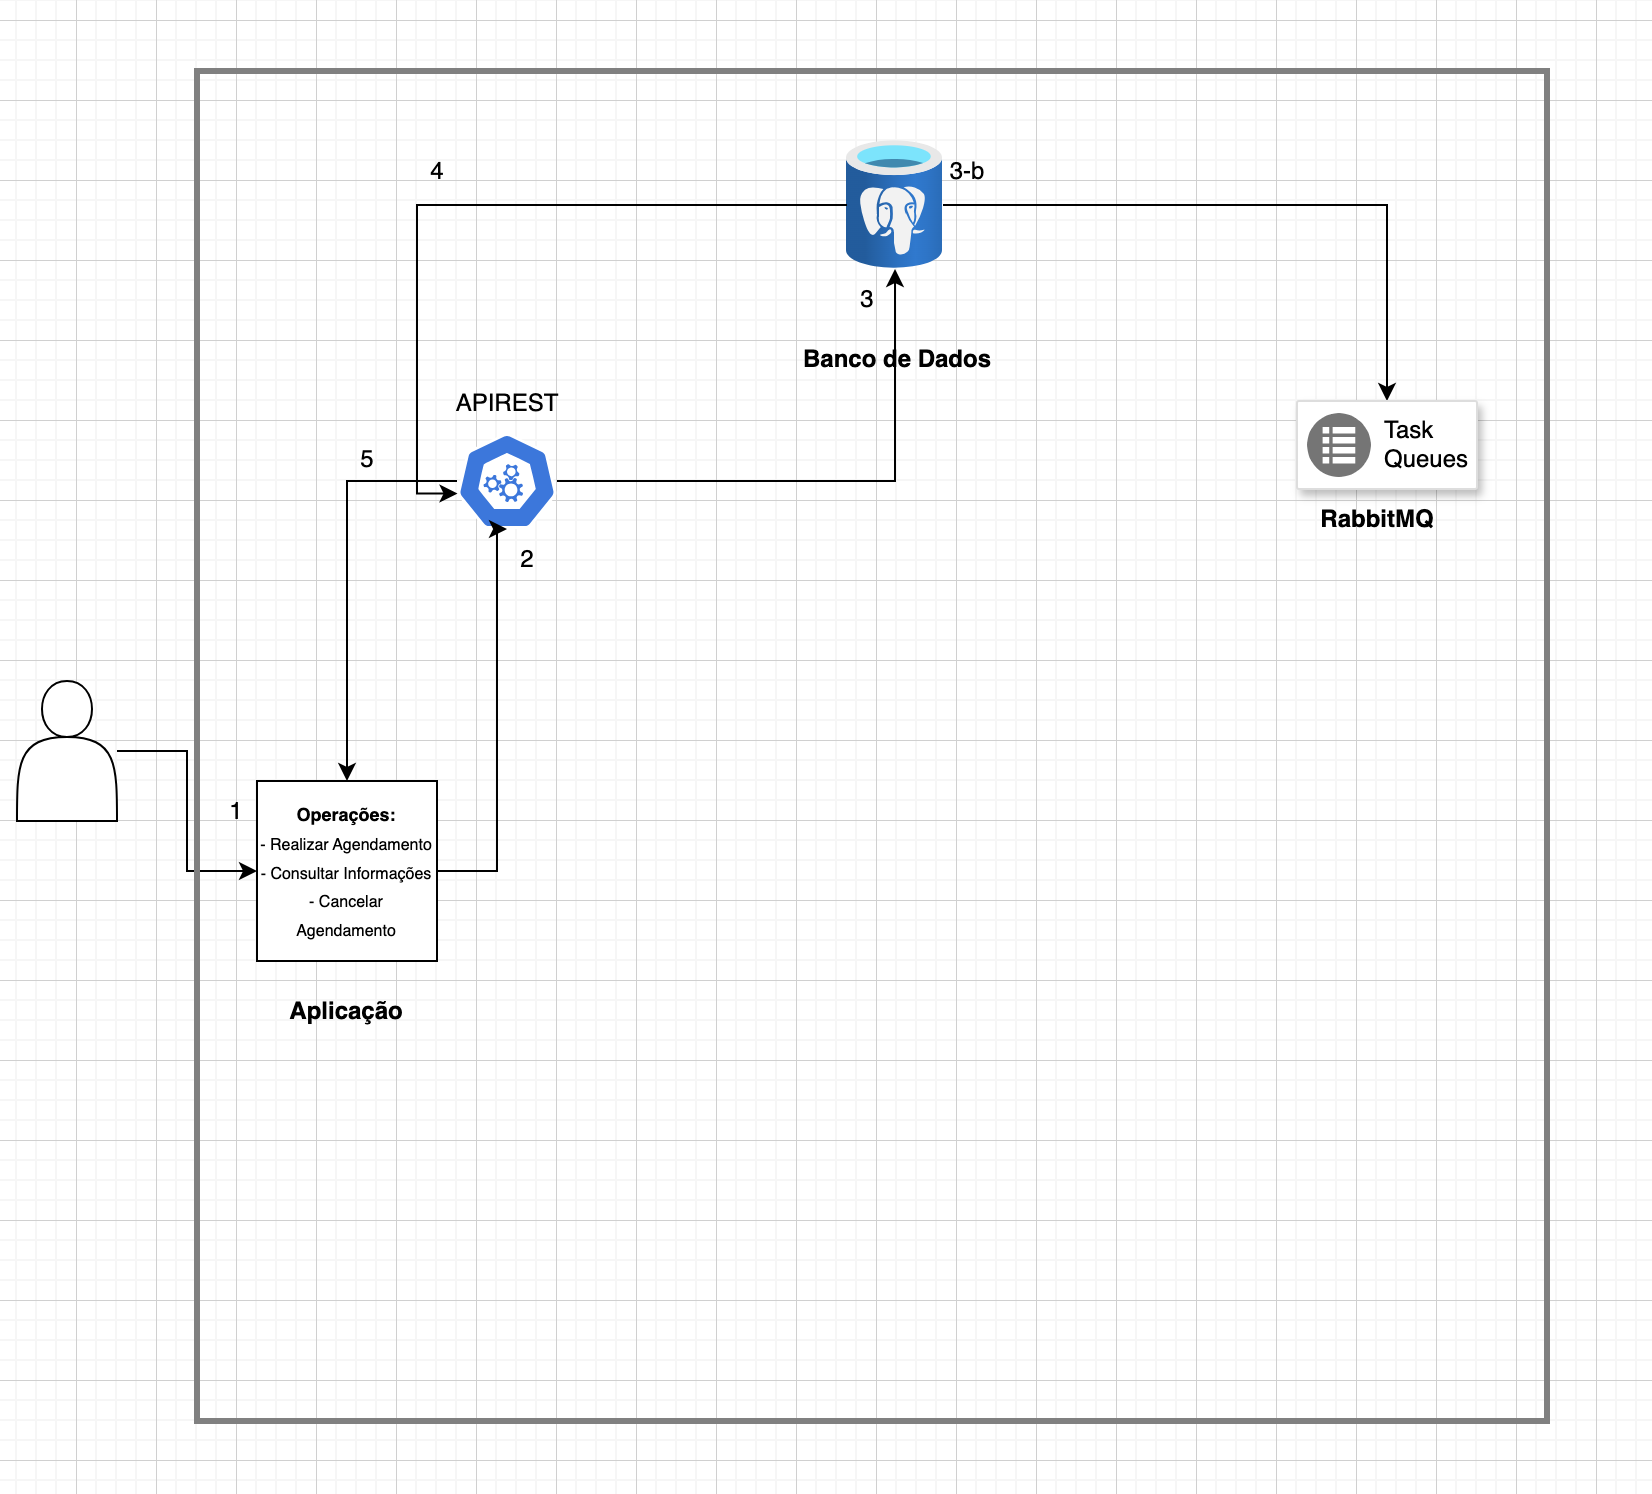 4
3-b
3
Banco de Dados
APIREST
Task
Queues
5
RabbitMQ
2
1
Operações:
- Realizar Agendamento
- Consultar Informações
- Cancelar
Agendamento
Aplicação